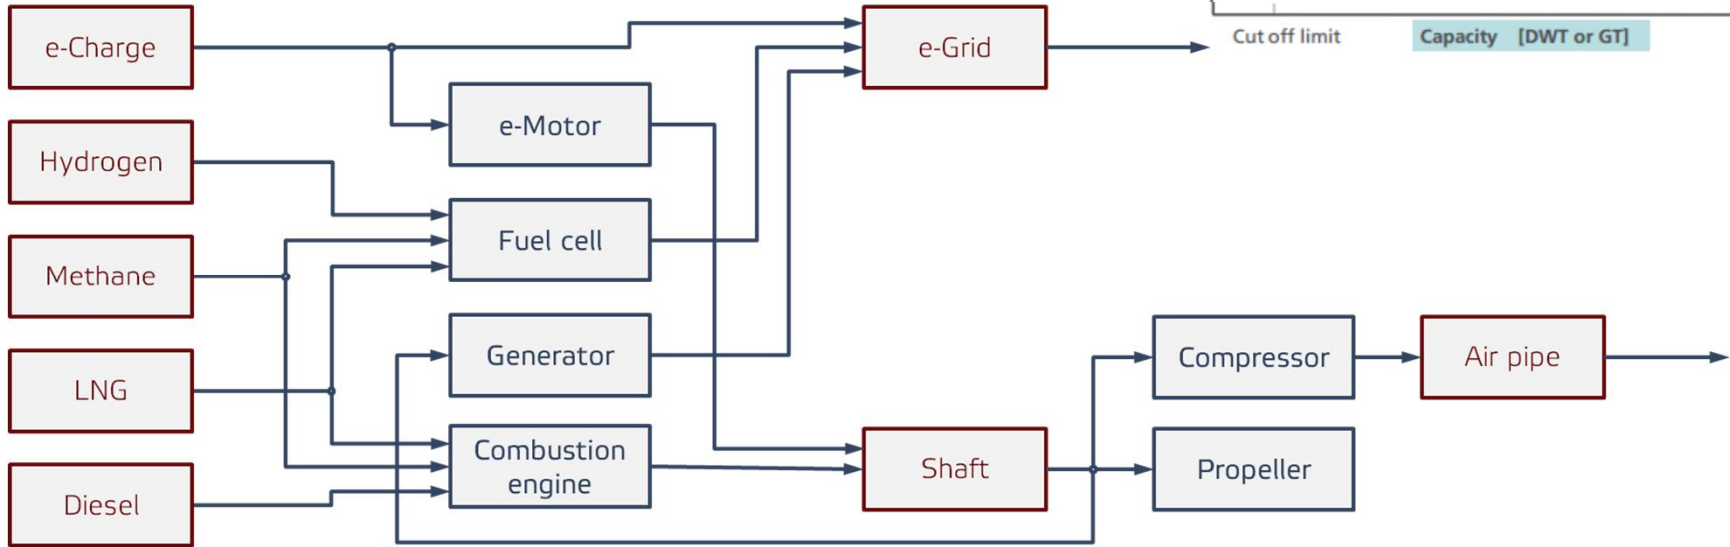 e-Charge
e-Grid
Cut off limit
Capacity [DWT or GT]
e-Motor
Hydrogen
Fuel cell
Methane
Generator
Compressor
Air pipe
LNG
Combustion
engine
Shaft
Propeller
Diesel